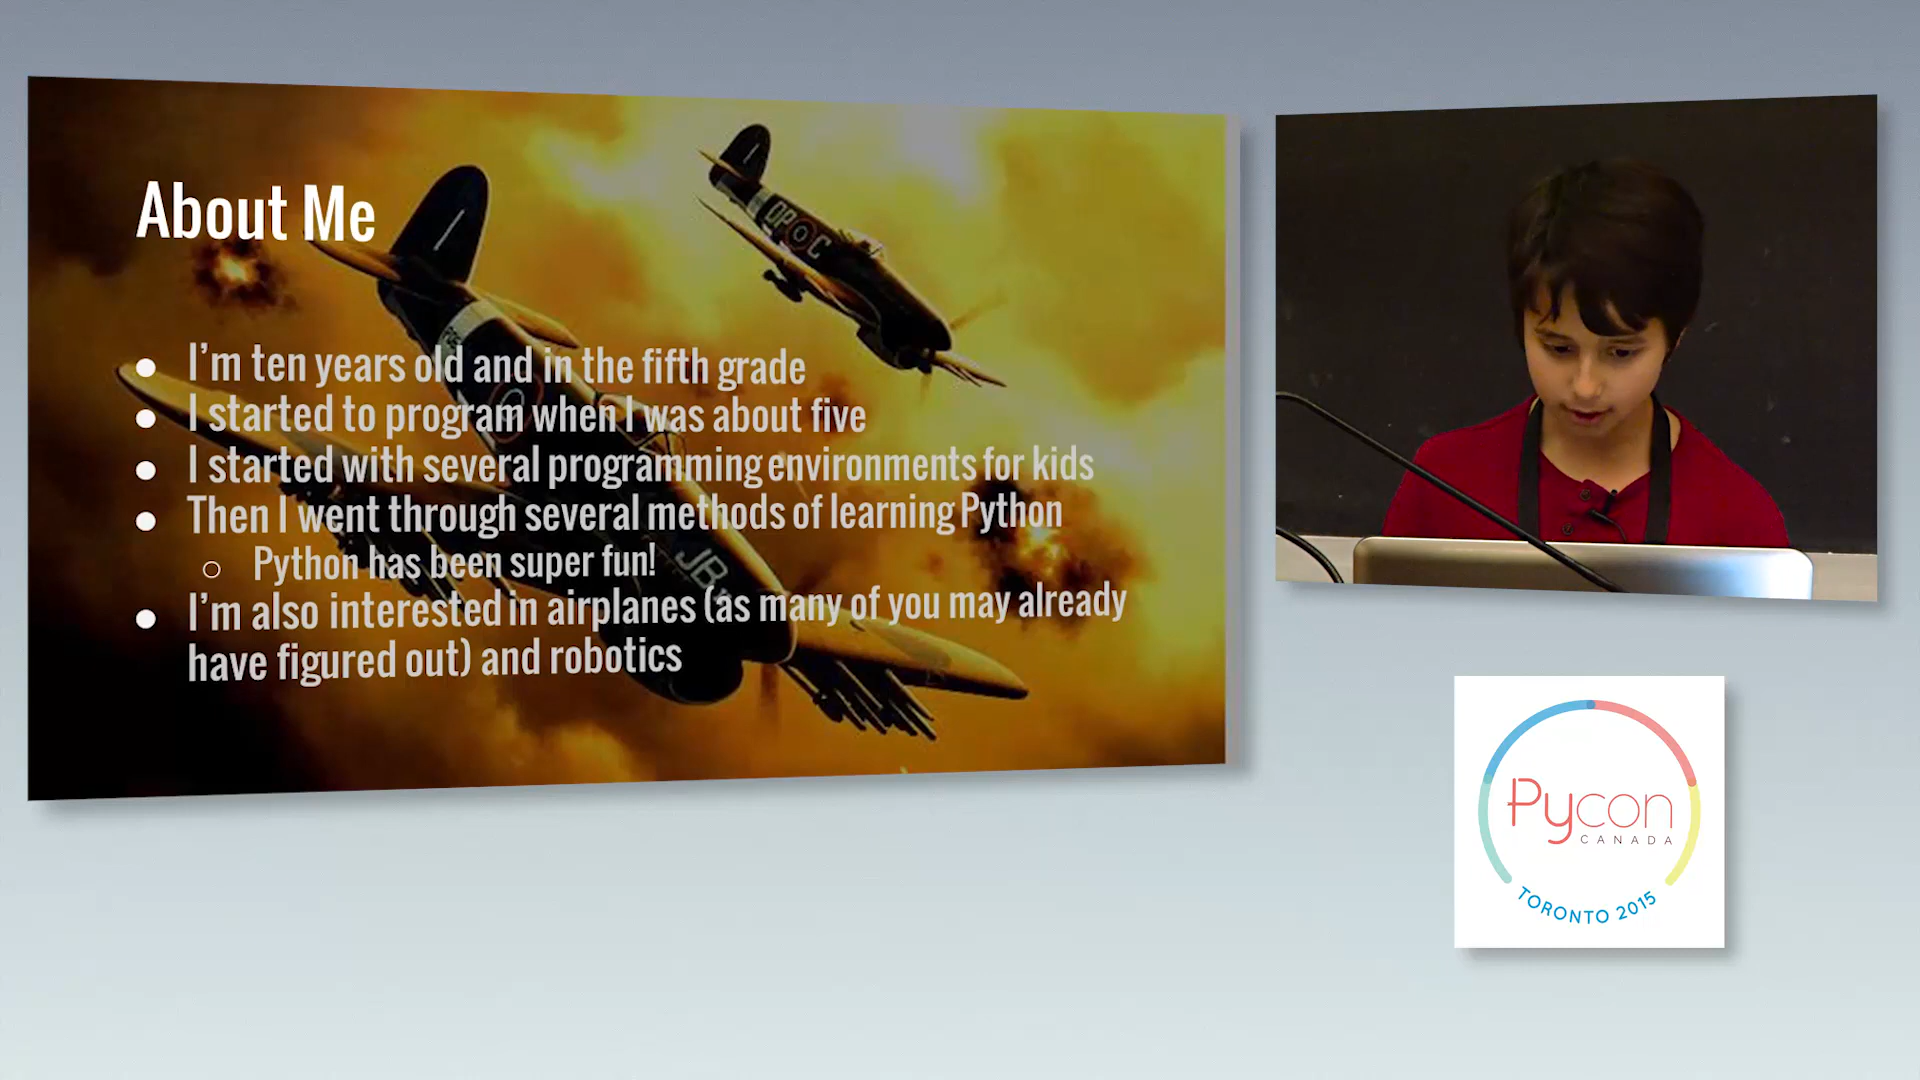 About Me
I'm ten years old and in the fifth grade
I started to program when I was about five
I started with several programming environments for kids
Then I went through several methods of learning Python
Python has been super fun!
I'm also interested in airplanes (as many of you may already
have figured out) and robotics
DP C
JR
Pycon
CANADA
TORONTO 2015